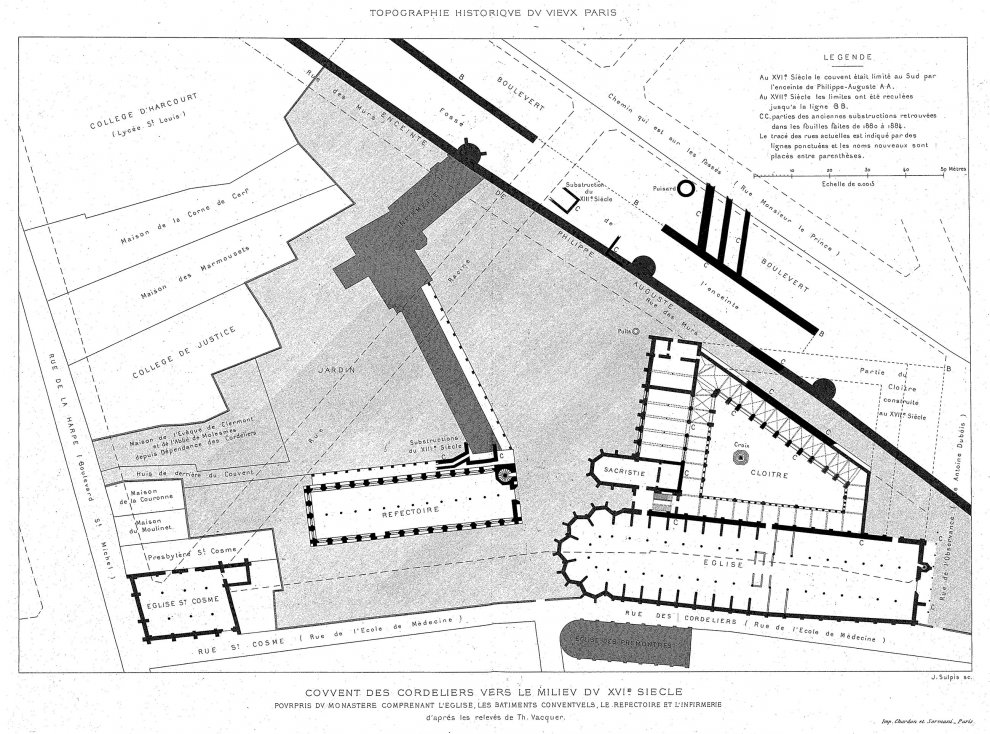 TOPOGRAPHIE HISTORIQVE DV VIEVX PARIS
LEGENDE
Au XVIe Siècle le couvent était limité au Sud par
l'enceinte de Philippe-Auguste A A.
Au XVIIe Siècle les limites ont été reculées
jusqu'à la ligne B B.
C C. parties des anciennes substructions retrouvées
dans les fouilles faites de 1880 à 1884.
Le tracé des rues actuelles est indiqué par des
lignes ponctuées et les noms nouveaux sont
placés entre parenthèses.
10 20 30 40 50 Mètres
Echelle de 0.0013
COLLEGE D'HARCOURT
(Lycée St Louis)
Rue des Murs
ENCEINTE
DE
PHILIPPE
AUGUSTE
Rue des Murs
Fossé
de
l'enceinte
B
BOULEVERT
Chemin qui est sur les fossés (Rue Monsieur le Prince)
Substruction
du
XIIIe Siècle
C
C
Puisard
B
C
C
C
BOULEVERT
B
Maison de la Corne de Cerf
Maison des Marmousets
COLLEGE DE JUSTICE
INFIRMERIE
Rue
Racine
JARDIN
Puits
C
Partie du
Cloître
construite
au XVIIe Siècle
B
RUE DE LA HARPE (Boulevard St Michel)
Maison de l'Evêque de Clermont
et de l'Abbé de Molesmes
depuis Dépendance des Cordeliers
Huis de derrière du Couvent
Maison
de la Couronne
Maison
du Moulinet
Presbytère St Cosme
EGLISE ST COSME
Substructions
du XIIIe Siècle
C
C
REFECTOIRE
SACRISTIE
C
C
Croix
CLOITRE
C
C
C
C
EGLISE
C
Rue de l'Observance (Rue Antoine Dubois)
RUE ST COSME (Rue de l'Ecole de Médecine)
RUE DES CORDELIERS (Rue de l'Ecole de Médecine)
EGLISE DES PREMONTRES
J. Sulpis sc.
COVVENT DES CORDELIERS VERS LE MILIEV DV XVIe SIECLE
POVRPRIS DV MONASTERE COMPRENANT L'EGLISE, LES BATIMENTS CONVENTVELS, LE REFECTOIRE ET L'INFIRMERIE
d'après les relevés de Th. Vacquer.
Imp. Chardon et Sormani_Paris